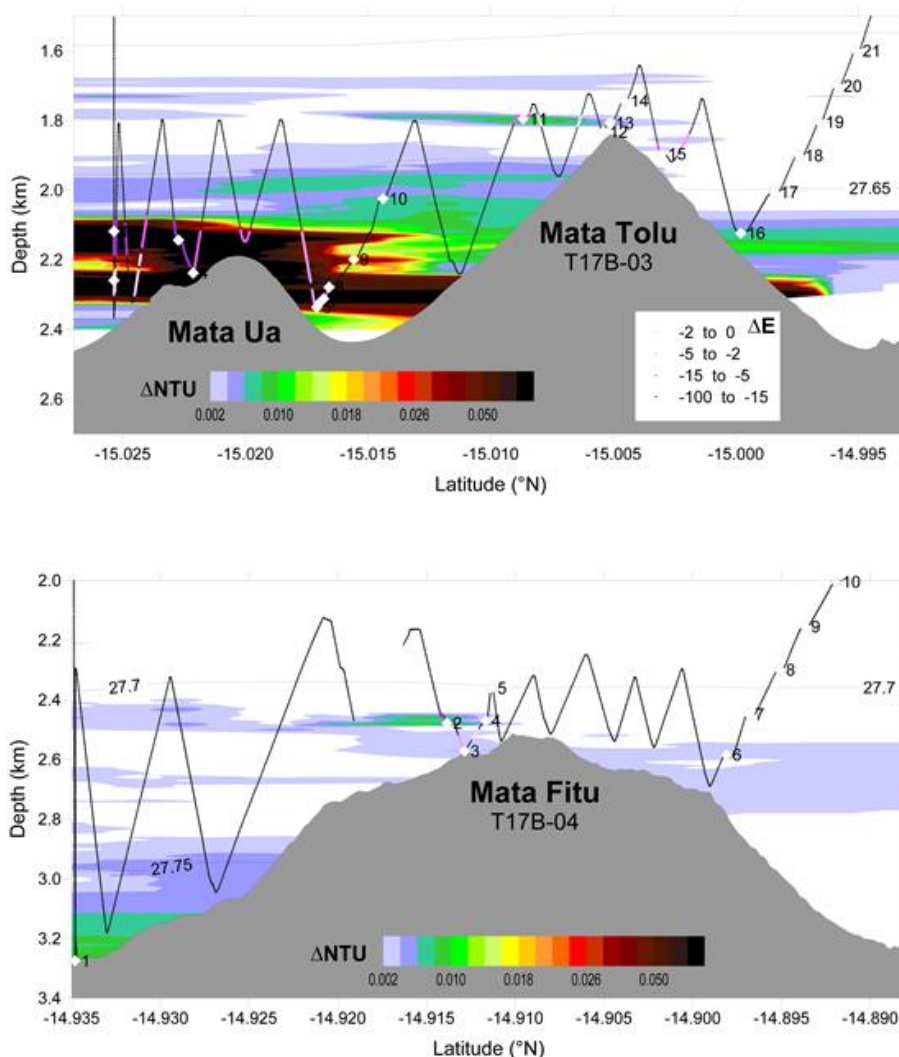 1.6
1.8
2.0
2.2
2.4
2.6
Depth (km)
21
20
19
18
17
16
15
14
13
12
11
10
9
27.65
Mata Tolu
T17B-03
Mata Ua
ΔNTU
0.002 0.010 0.018 0.026 0.050
ΔE
-2 to 0
-5 to -2
-15 to -5
-100 to -15
-15.025 -15.020 -15.015 -15.010 -15.005 -15.000 -14.995
Latitude (°N)
2.0
2.2
2.4
2.6
2.8
3.0
3.2
3.4
Depth (km)
10
9
8
7
6
5
4
3
2
1
27.7 27.7
27.75
Mata Fitu
T17B-04
ΔNTU
0.002 0.010 0.018 0.026 0.050
-14.935 -14.930 -14.925 -14.920 -14.915 -14.910 -14.905 -14.900 -14.895 -14.890
Latitude (°N)